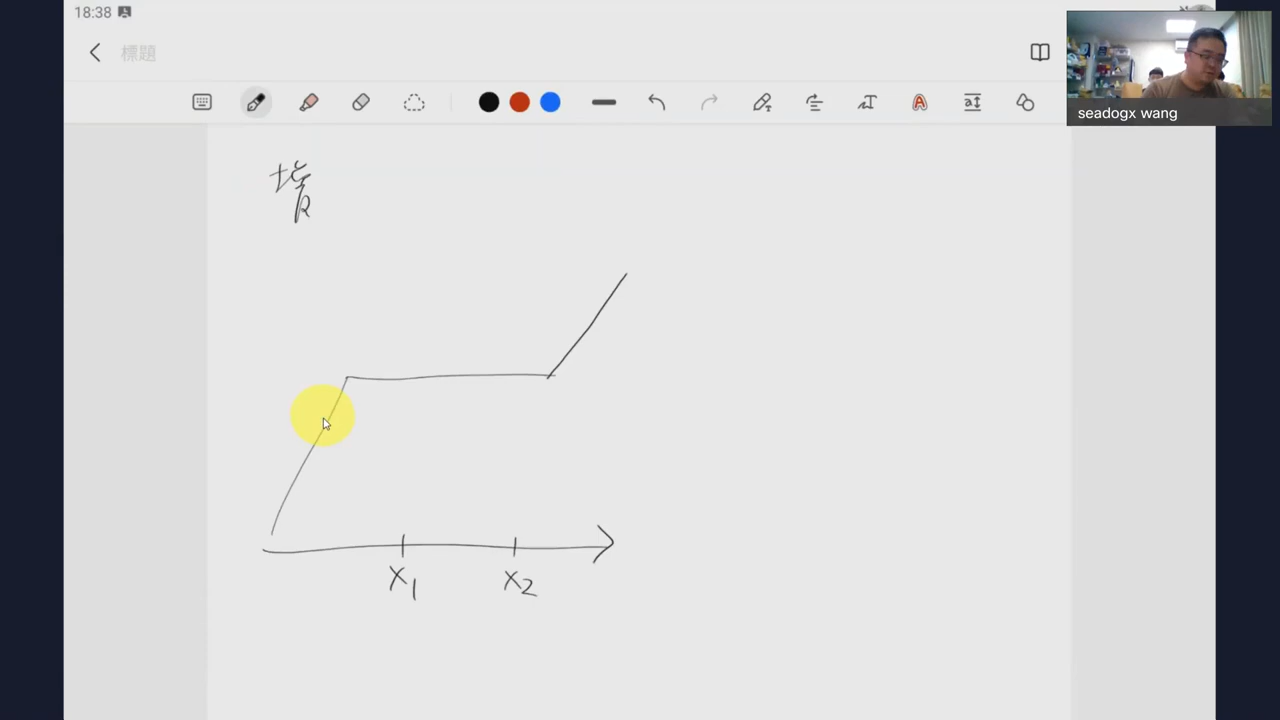 18:38
標題
seadogx wang
增
X1
X2